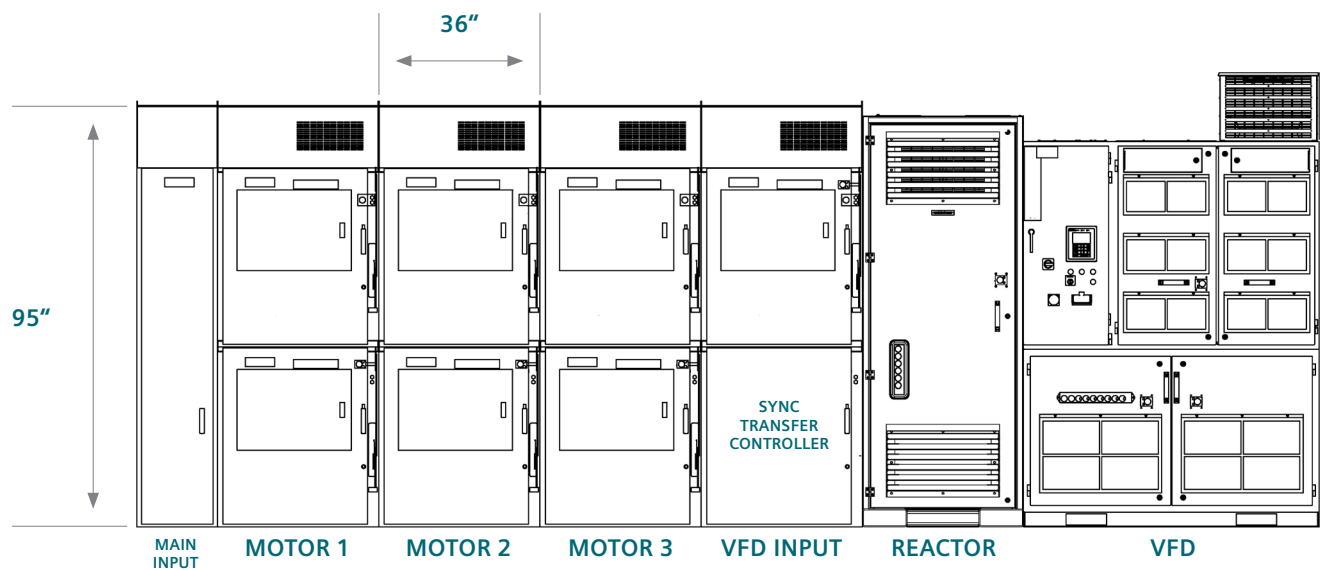 36“
95“
SYNC
TRANSFER
CONTROLLER
MAIN
INPUT
MOTOR 1
MOTOR 2
MOTOR 3
VFD INPUT
REACTOR
VFD